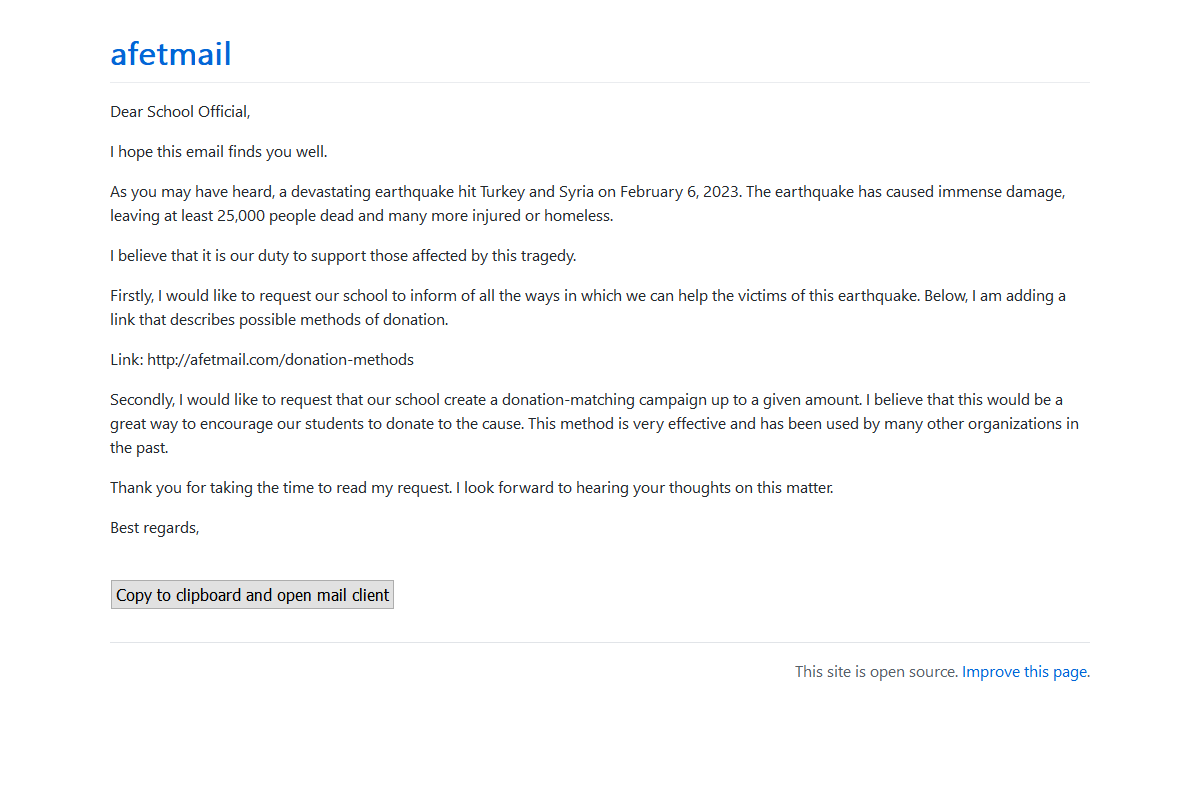 afetmail
Dear School Official,
I hope this email finds you well.
As you may have heard, a devastating earthquake hit Turkey and Syria on February 6, 2023. The earthquake has caused immense damage,
leaving at least 25,000 people dead and many more injured or homeless.
I believe that it is our duty to support those affected by this tragedy.
Firstly, I would like to request our school to inform of all the ways in which we can help the victims of this earthquake. Below, I am adding a
link that describes possible methods of donation.
Link: http://afetmail.com/donation-methods
Secondly, I would like to request that our school create a donation-matching campaign up to a given amount. I believe that this would be a
great way to encourage our students to donate to the cause. This method is very effective and has been used by many other organizations in
the past.
Thank you for taking the time to read my request. I look forward to hearing your thoughts on this matter.
Best regards,
Copy to clipboard and open mail client
This site is open source. Improve this page.